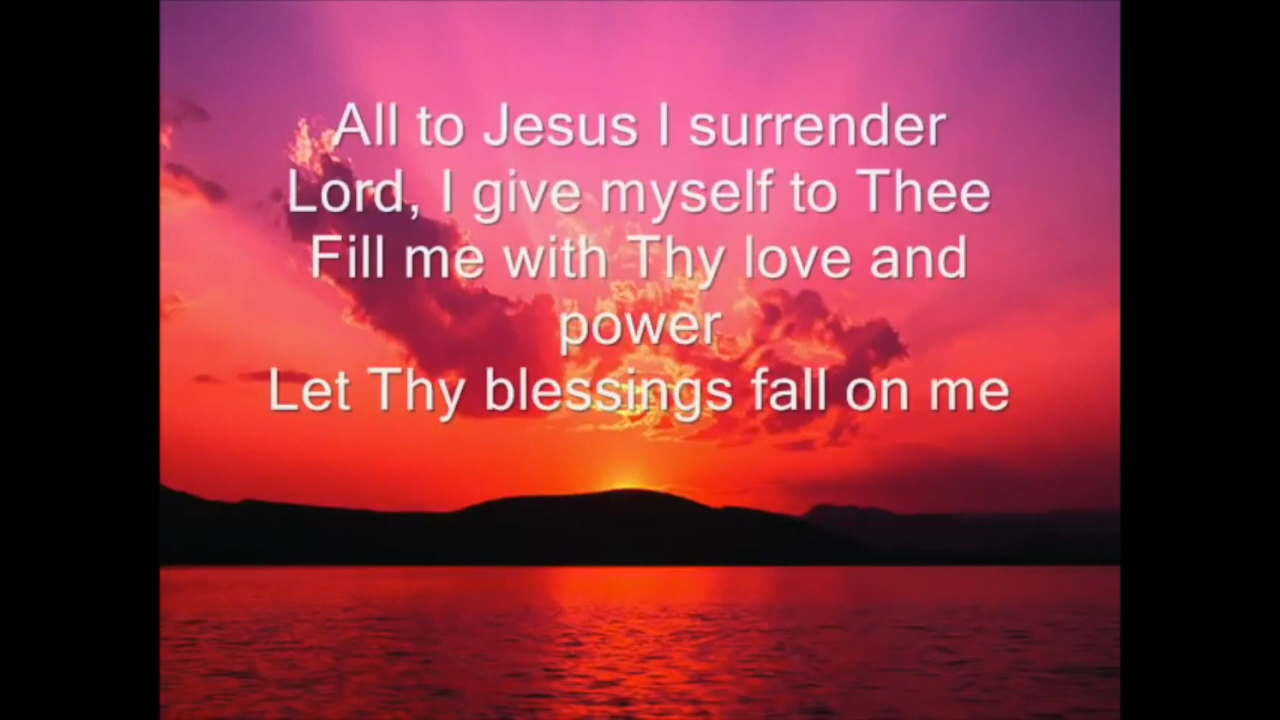 All to Jesus I surrender
Lord, I give myself to Thee
Fill me with Thy love and
power
Let Thy blessings fall on me